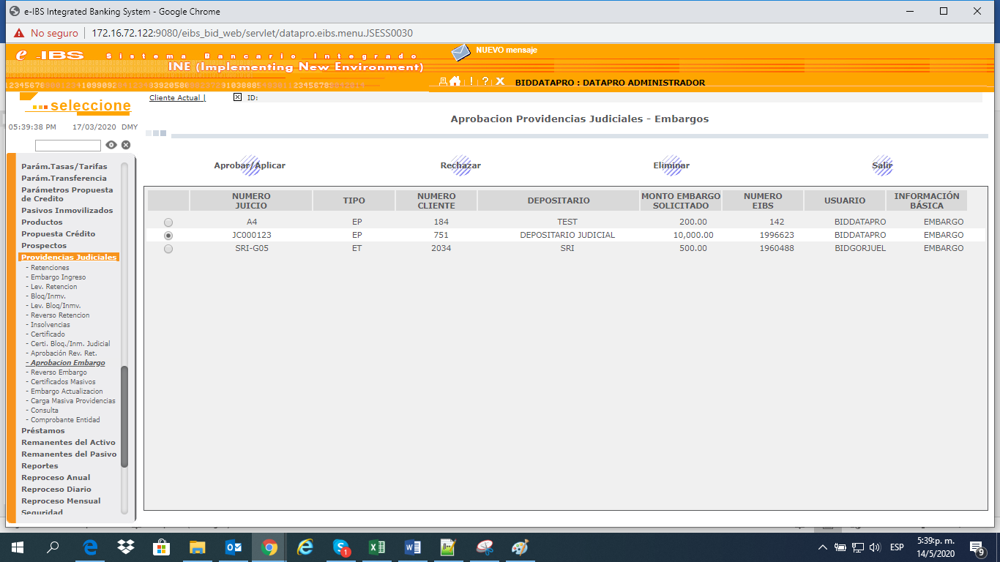 e-IBS Integrated Banking System - Google Chrome
No seguro | 172.16.72.122:9080/eibs_bid_web/servlet/datapro.eibs.menu.JSESS0030
e-IBS Sistema Bancario Integrado
INE (Implementing New Environment)
NUEVO mensaje
BIDDATAPRO : DATAPRO ADMINISTRADOR
...seleccione
05:39:38 PM 17/03/2020 DMY
Cliente Actual | ID:
Aprobacion Providencias Judiciales - Embargos
Aprobar/Aplicar Rechazar Eliminar Salir
NUMERO JUICIO TIPO NUMERO CLIENTE DEPOSITARIO MONTO EMBARGO SOLICITADO NUMERO EIBS USUARIO INFORMACIÓN BÁSICA
A4 EP 184 TEST 200.00 142 BIDDATAPRO EMBARGO
JC000123 EP 751 DEPOSITARIO JUDICIAL 10,000.00 1996623 BIDDATAPRO EMBARGO
SRI-G05 ET 2034 SRI 500.00 1960488 BIDGORJUEL EMBARGO
Parám.Tasas/Tarifas
Parám.Transferencia
Parámetros Propuesta
de Credito
Pasivos Inmovilizados
Productos
Propuesta Crédito
Prospectos
Providencias Judiciales
- Retenciones
- Embargo Ingreso
- Lev. Retencion
- Bloq/Inmv.
- Lev. Bloq/Inmv.
- Reverso Retencion
- Insolvencias
- Certificado
- Certi. Bloq./Inm. Judicial
- Aprobación Rev. Ret.
- Aprobacion Embargo
- Reverso Embargo
- Certificados Masivos
- Embargo Actualizacion
- Carga Masiva Providencias
- Consulta
- Comprobante Entidad
Préstamos
Remanentes del Activo
Remanentes del Pasivo
Reportes
Reproceso Anual
Reproceso Diario
Reproceso Mensual
Seguridad
ESP
5:39 p. m.
14/5/2020
9